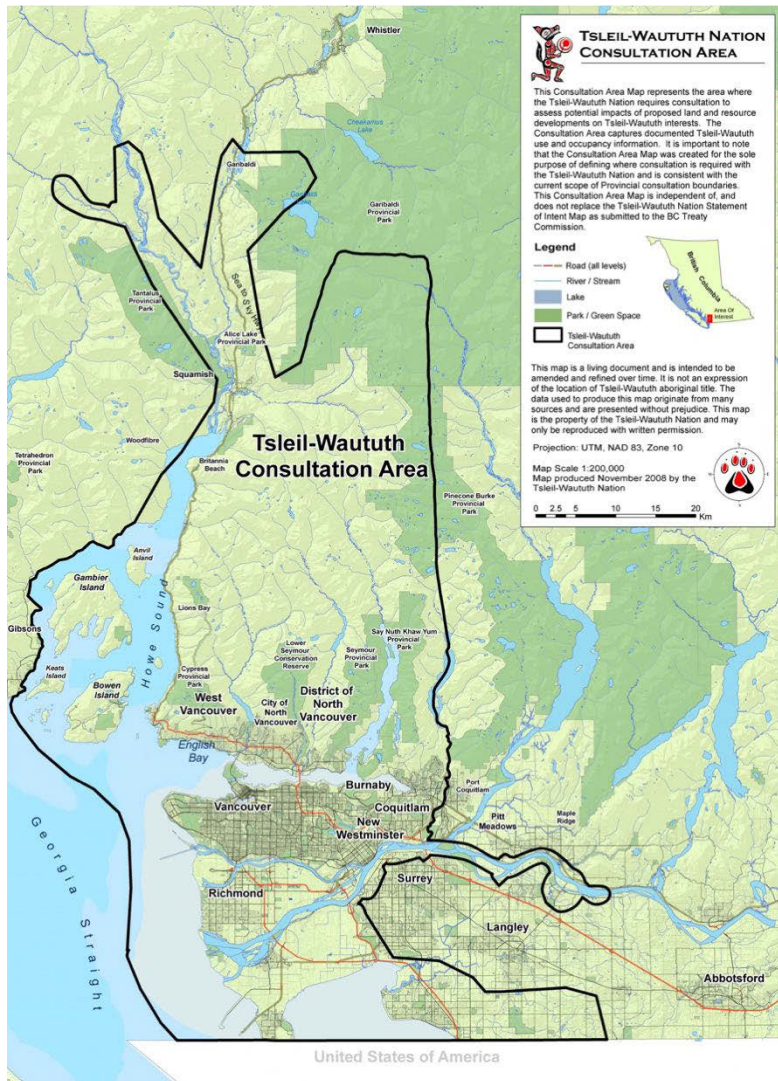 TSLEIL-WAUTUTH NATION
CONSULTATION AREA
This Consultation Area Map represents the area where
the Tsleil-Waututh Nation requires consultation to
assess potential impacts of proposed land and resource
developments on Tsleil-Waututh interests. The
Consultation Area captures documented Tsleil-Waututh
use and occupancy information. It is important to note
that the Consultation Area Map was created for the sole
purpose of defining where consultation is required with
the Tsleil-Waututh Nation and is consistent with the
current scope of Provincial consultation boundaries.
This Consultation Area Map is independent of, and
does not replace the Tsleil-Waututh Nation Statement
of Intent Map as submitted to the BC Treaty
Commission.
Legend
Road (all levels)
River / Stream
Lake
Park / Green Space
Tsleil-Waututh
Consultation Area
British Columbia
Area Of
Interest
This map is a living document and is intended to be
amended and refined over time. It is not an expression
of the location of Tsleil-Waututh aboriginal title. The
data used to produce this map originate from many
sources and are presented without prejudice. This map
is the property of the Tsleil-Waututh Nation and may
only be reproduced with written permission.
Projection: UTM, NAD 83, Zone 10
Map Scale 1:200,000
Map produced November 2008 by the
Tsleil-Waututh Nation
0 2.5 5 10 15 20
Km
Whistler
Cheakamus
Lake
Garibaldi
Lake
Garibaldi
Provincial
Park
Tantalus
Provincial
Park
Sea to Sky Hwy
Alice Lake
Provincial Park
Squamish
Woodfibre
Tetrahedron
Provincial
Park
Britannia
Beach
Tsleil-Waututh
Consultation Area
Pinecone Burke
Provincial
Park
Anvil
Island
Gambier
Island
Gibsons
Keats
Island
Bowen
Island
Howe Sound
Lions Bay
Cypress
Provincial
Park
Lower
Seymour
Conservation
Reserve
Seymour
Provincial
Park
Say Nuth Khaw Yum
Provincial
Park
West
Vancouver
City of
North
Vancouver
District of
North
Vancouver
English
Bay
Vancouver
Burnaby
Coquitlam
New
Westminster
Port
Coquitlam
Pitt
Meadows
Maple
Ridge
Richmond
Surrey
Langley
Abbotsford
Georgia Straight
United States of America